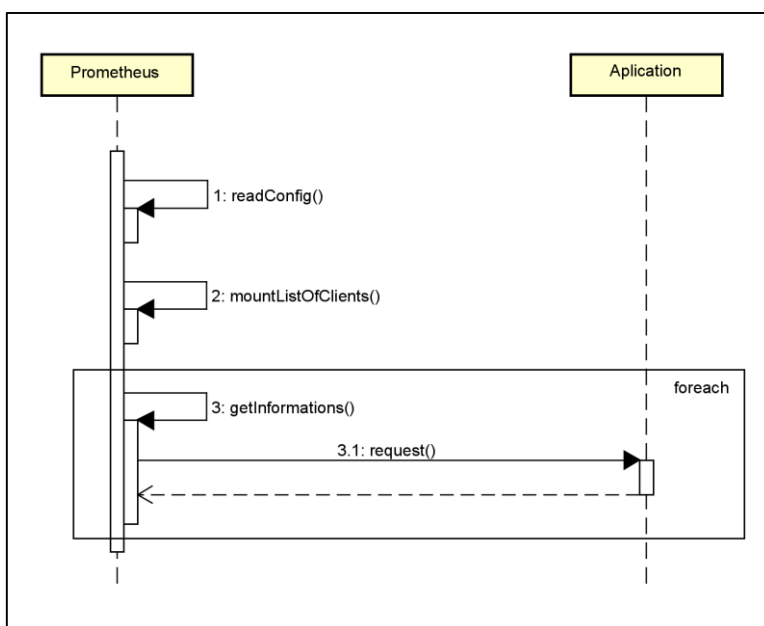 Prometheus
Aplication
1: readConfig()
2: mountListOfClients()
foreach
3: getInformations()
3.1: request()